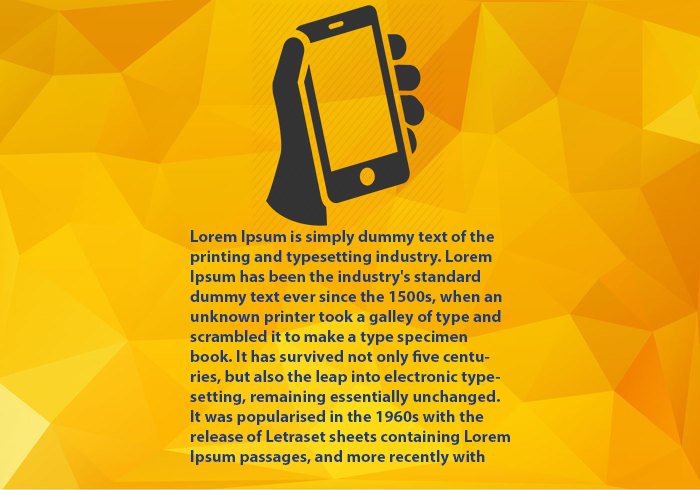 Lorem Ipsum is simply dummy text of the
printing and typesetting industry. Lorem
Ipsum has been the industry's standard
dummy text ever since the 1500s, when an
unknown printer took a galley of type and
scrambled it to make a type specimen
book. It has survived not only five centu-
ries, but also the leap into electronic type-
setting, remaining essentially unchanged.
It was popularised in the 1960s with the
release of Letraset sheets containing Lorem
Ipsum passages, and more recently with